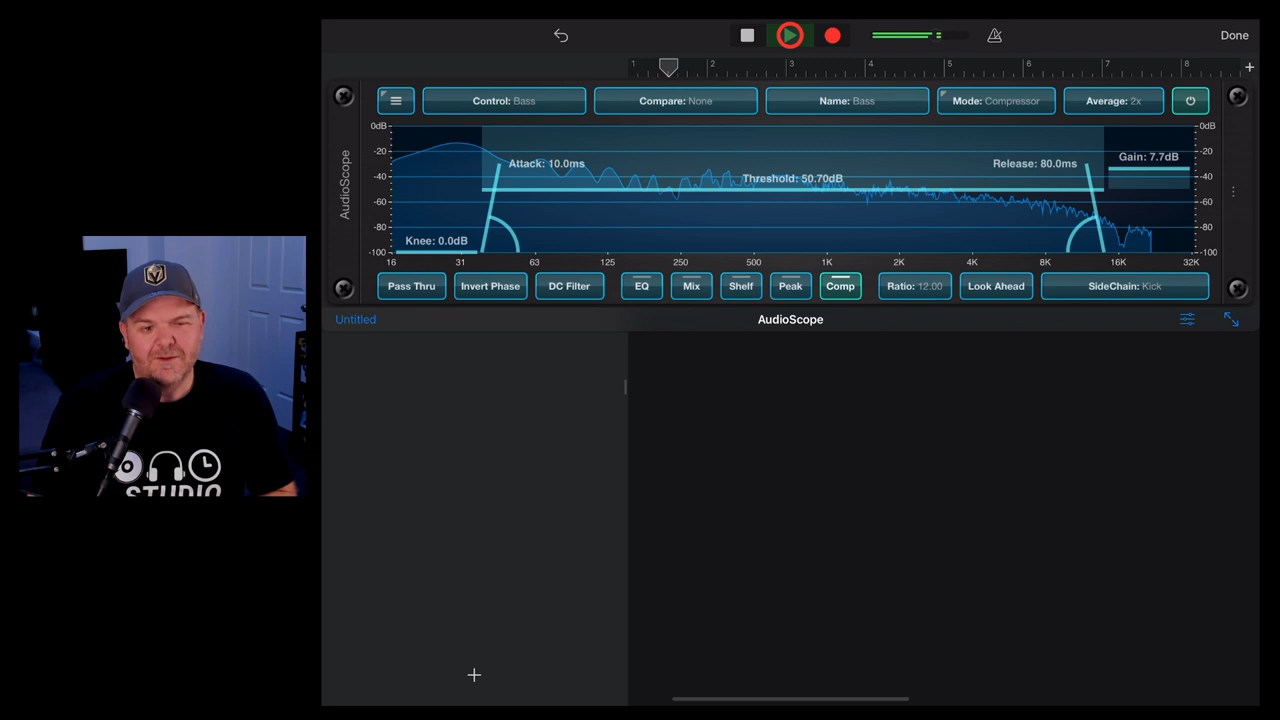 Done
1 2 3 4 5 6 7 8 +
Control: Bass Compare: None Name: Bass Mode: Compressor Average: 2x
AudioScope
0dB 0dB
-20 Attack: 10.0ms Release: 80.0ms Gain: 7.7dB -20
-40 Threshold: 50.70dB -40
-60 -60
-80 Knee: 0.0dB -80
-100 -100
16 31 63 125 250 500 1K 2K 4K 8K 16K 32K
Pass Thru Invert Phase DC Filter EQ Mix Shelf Peak Comp Ratio: 12.00 Look Ahead SideChain: Kick
Untitled AudioScope
STUDIO